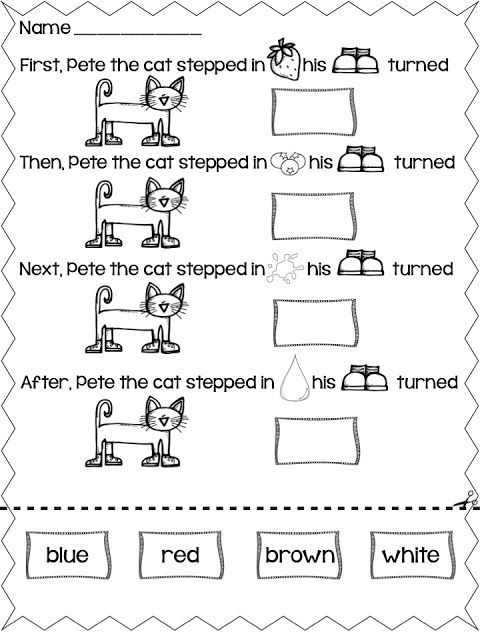 Name
First, Pete the cat stepped in his turned
Then, Pete the cat stepped in his turned
Next, Pete the cat stepped in his turned
After, Pete the cat stepped in his turned
blue red brown white